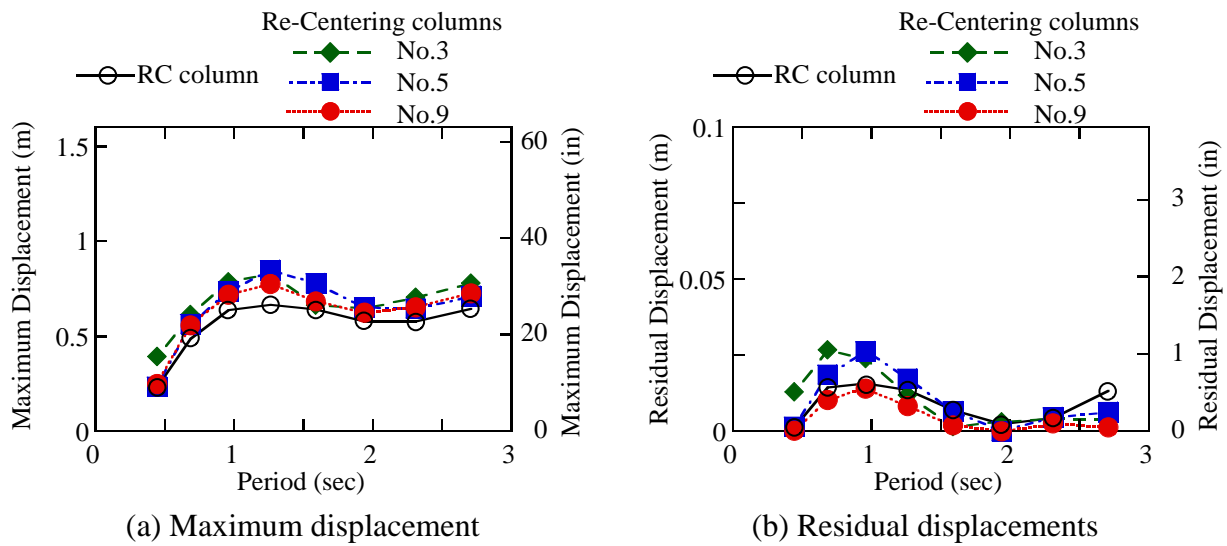 Re-Centering columns
No.3
RC column
No.5
No.9
Maximum Displacement (m)
1.5
1
0.5
0
60
40
20
0
Maximum Displacement (in)
0 1 2 3
Period (sec)
(a) Maximum displacement
Re-Centering columns
No.3
RC column
No.5
No.9
Residual Displacement (m)
0.1
0.05
0
3
2
1
0
Residual Displacement (in)
0 1 2 3
Period (sec)
(b) Residual displacements